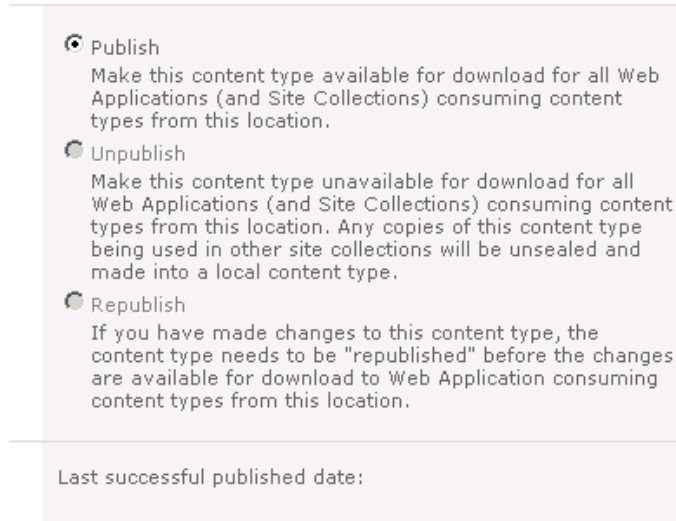 Publish
Make this content type available for download for all Web
Applications (and Site Collections) consuming content
types from this location.
Unpublish
Make this content type unavailable for download for all
Web Applications (and Site Collections) consuming content
types from this location. Any copies of this content type
being used in other site collections will be unsealed and
made into a local content type.
Republish
If you have made changes to this content type, the
content type needs to be "republished" before the changes
are available for download to Web Application consuming
content types from this location.
Last successful published date: